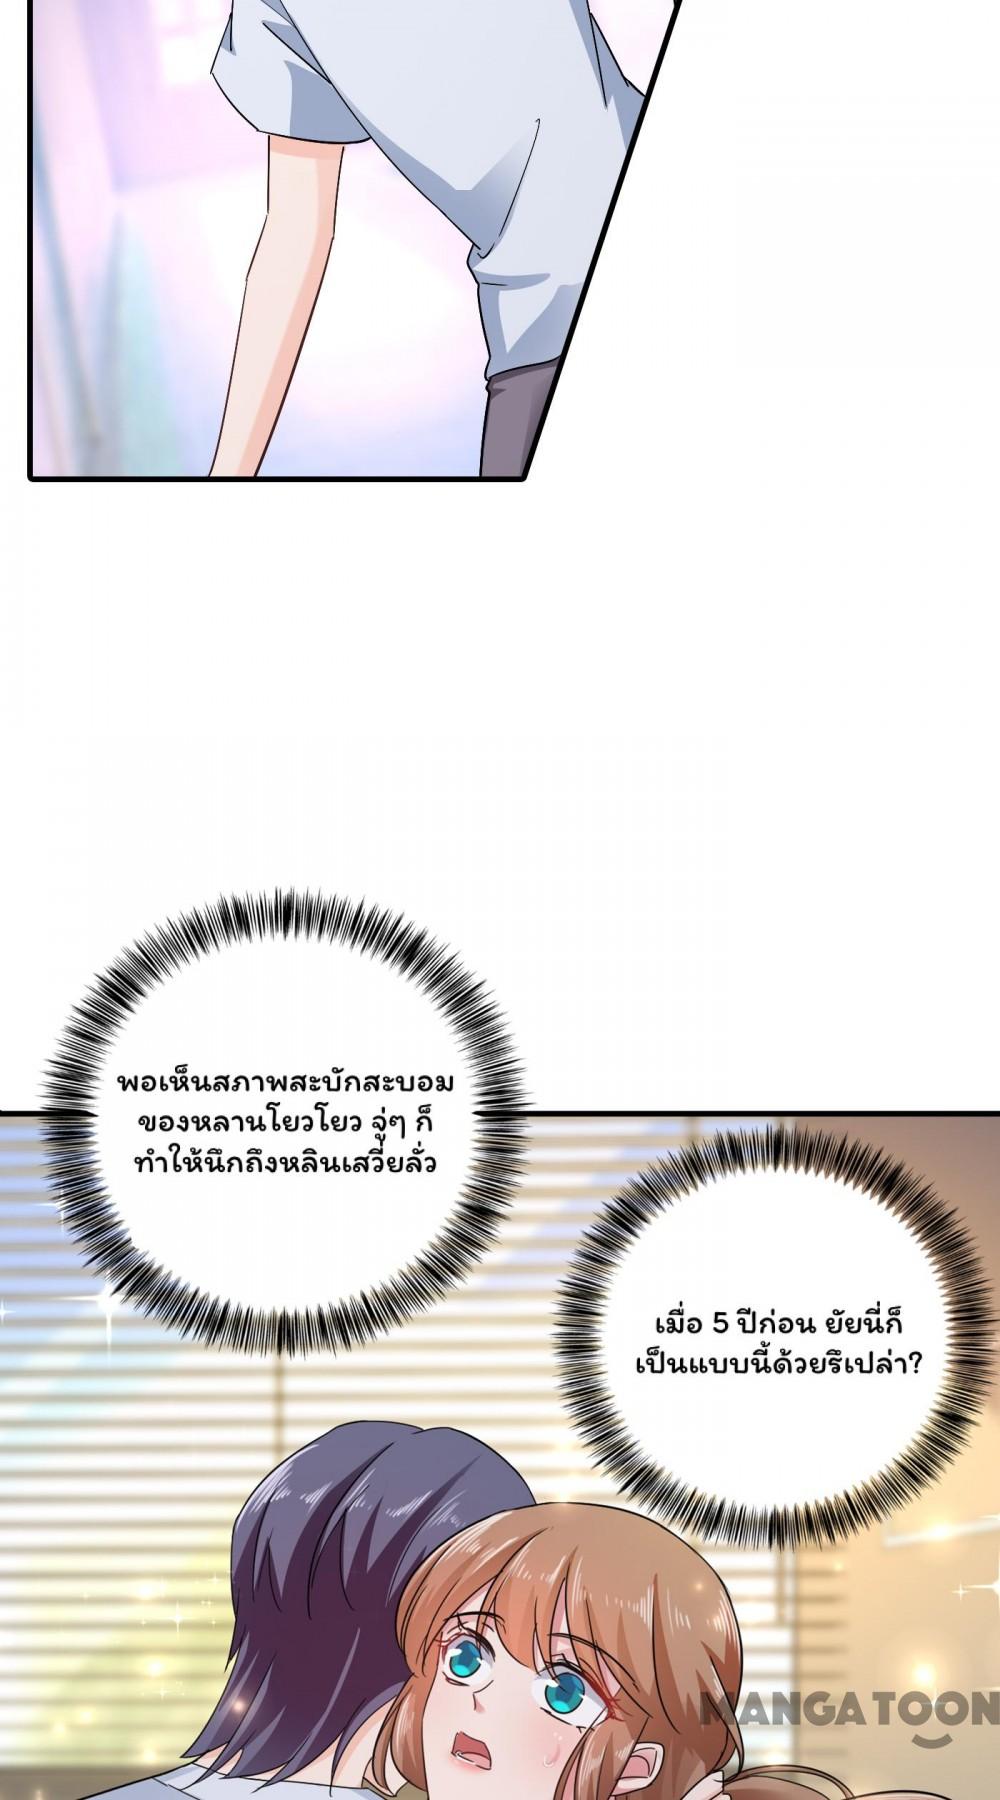 พอเห็นสภาพสะบักสะบอม
ของหลานโยวโยว จู่ๆ ก็
ทำให้นึกถึงหลินเสวี่ยลั่ว
เมื่อ 5 ปีก่อน ยัยนี่ก็
เป็นแบบนี้ด้วยรึเปล่า?
MANGATOON